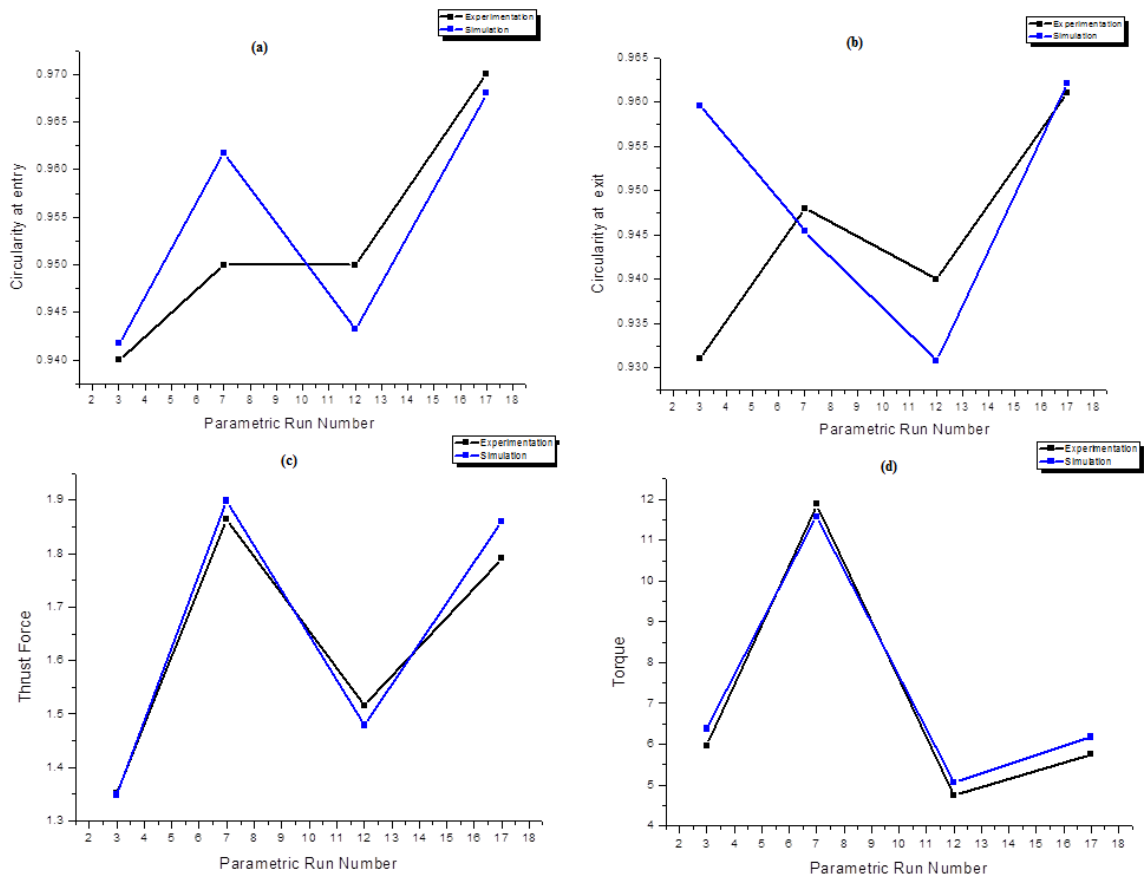 Experimentation
Simulation
(a)
0.970
0.965
0.960
0.955
0.950
0.945
0.940
Circularity at entry
2 3 4 5 6 7 8 9 10 11 12 13 14 15 16 17 18
Parametric Run Number
Experimentation
Simulation
(b)
0.965
0.960
0.955
0.950
0.945
0.940
0.935
0.930
Circularity at exit
2 3 4 5 6 7 8 9 10 11 12 13 14 15 16 17 18
Parametric Run Number
Experimentation
Simulation
(c)
1.9
1.8
1.7
1.6
1.5
1.4
1.3
Thrust Force
2 3 4 5 6 7 8 9 10 11 12 13 14 15 16 17 18
Parametric Run Number
Experimentation
Simulation
(d)
12
11
10
9
8
7
6
5
4
Torque
2 3 4 5 6 7 8 9 10 11 12 13 14 15 16 17 18
Parametric Run Number